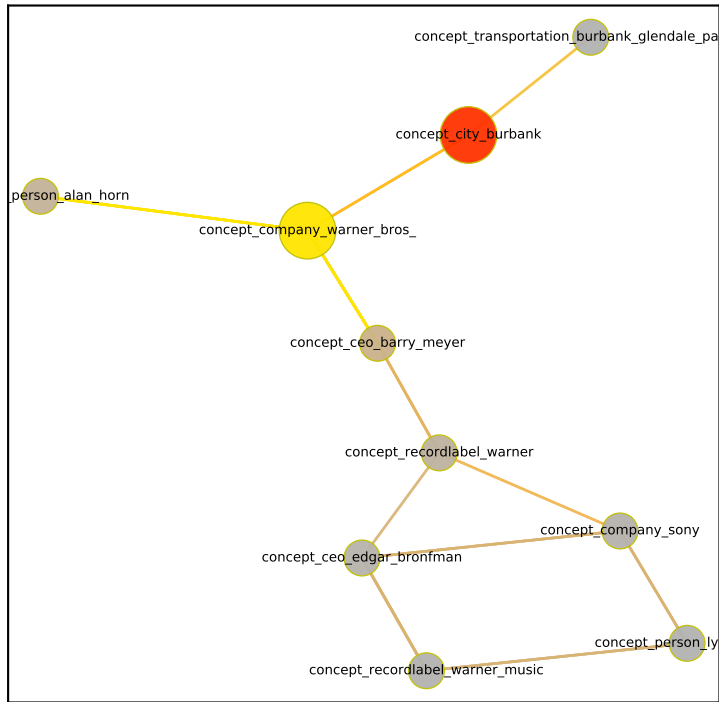 concept_transportation_burbank_glendale_pa
concept_city_burbank
_person_alan_horn
concept_company_warner_bros_
concept_ceo_barry_meyer
concept_recordlabel_warner
concept_company_sony
concept_ceo_edgar_bronfman
concept_person_ly
concept_recordlabel_warner_music